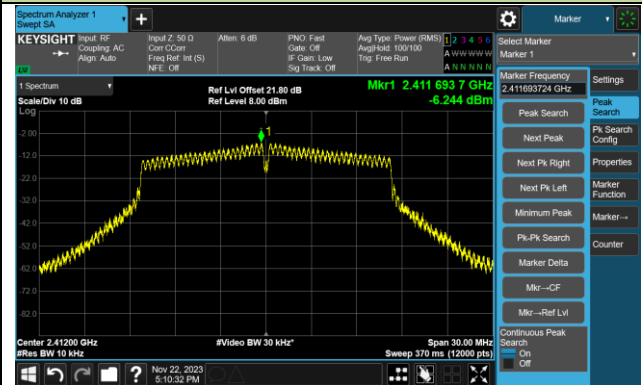 Spectrum Analyzer 1
Swept SA
+
Marker
KEYSIGHT
Input: RF
Coupling: AC
Align: Auto
Input Z: 50 Ω
Corr CCorr
Freq Ref: Int (S)
NFE: Off
Atten: 6 dB
PNO: Fast
Gate: Off
IF Gain: Low
Sig Track: Off
Avg Type: Power (RMS)
Avg|Hold: 100/100
Trig: Free Run
1 2 3 4 5 6
A W W W W W
A N N N N N
LXI
Select Marker
Marker 1
1 Spectrum
Scale/Div 10 dB
Log
Ref Lvl Offset 21.80 dB
Ref Level 8.00 dBm
Mkr1 2.411 693 7 GHz
-6.244 dBm
Marker Frequency
2.411693724 GHz
Peak Search
Next Peak
Next Pk Right
Next Pk Left
Minimum Peak
Pk-Pk Search
Marker Delta
Mkr→CF
Mkr→Ref Lvl
Continuous Peak
Search
On
Off
Settings
Peak
Search
Pk Search
Config
Properties
Marker
Function
Marker→
Counter
1
-2.00
-12.0
-22.0
-32.0
-42.0
-52.0
-62.0
-72.0
-82.0
Center 2.41200 GHz
#Res BW 10 kHz
#Video BW 30 kHz*
Span 30.00 MHz
Sweep 370 ms (12000 pts)
?
Nov 22, 2023
5:10:32 PM